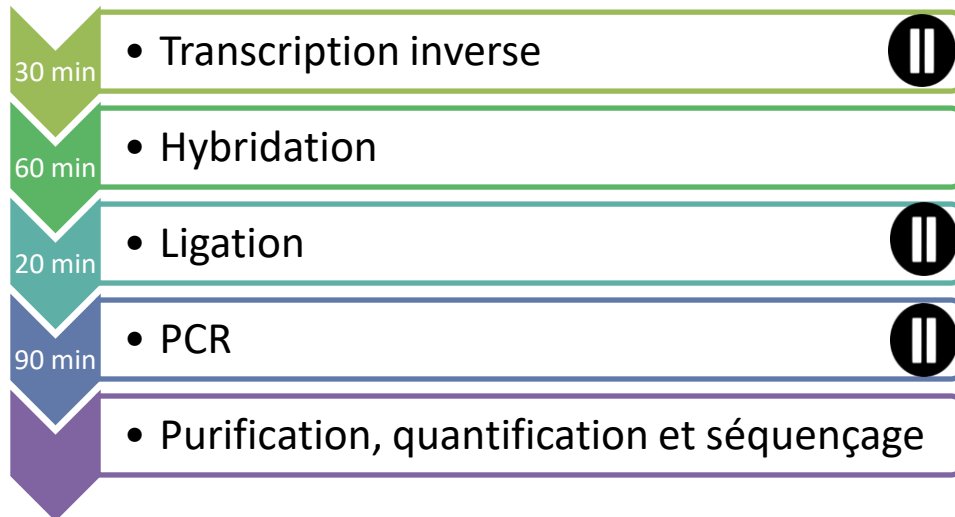 30 min
• Transcription inverse
60 min
• Hybridation
20 min
• Ligation
90 min
• PCR
• Purification, quantification et séquençage